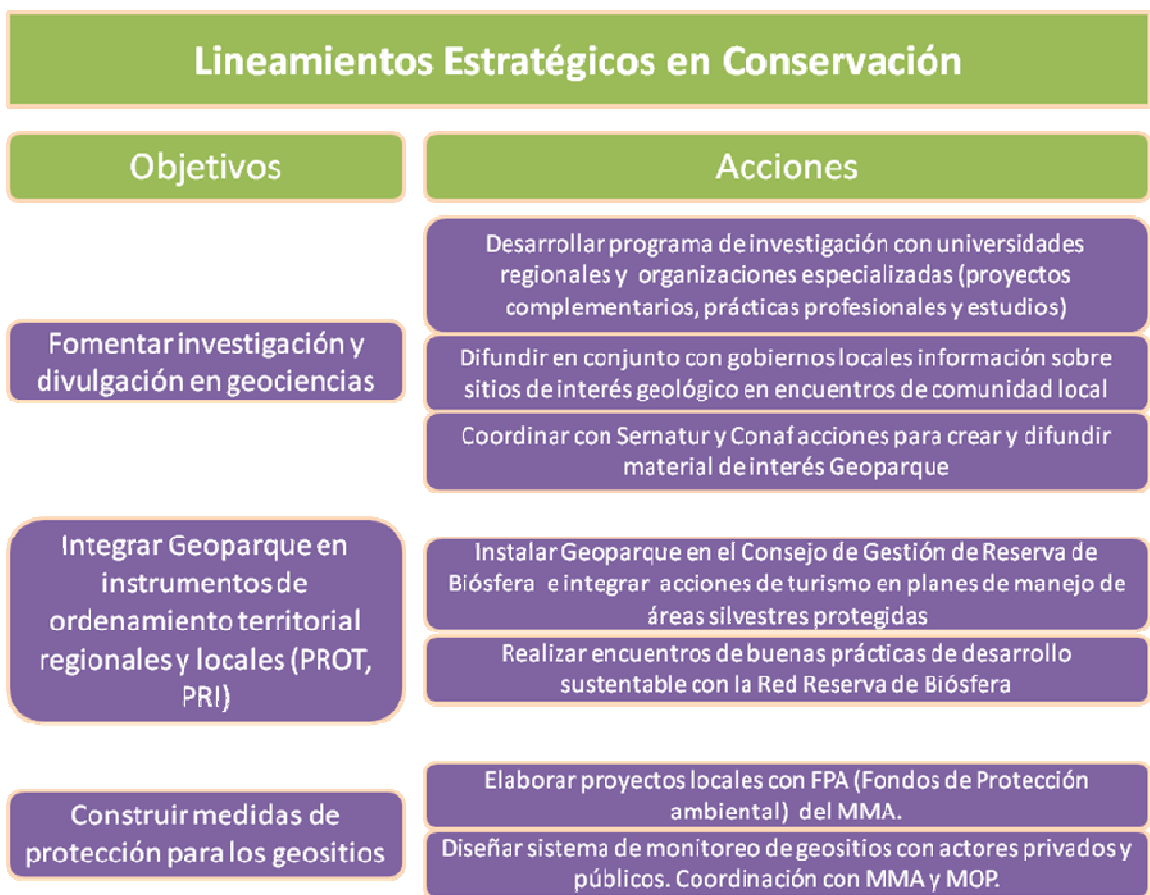 Lineamientos Estratégicos en Conservación
Objetivos
Acciones
Fomentar investigación y
divulgación en geociencias
Desarrollar programa de investigación con universidades
regionales y organizaciones especializadas (proyectos
complementarios, prácticas profesionales y estudios)
Difundir en conjunto con gobiernos locales información sobre
sitios de interés geológico en encuentros de comunidad local
Coordinar con Sernatur y Conaf acciones para crear y difundir
material de interés Geoparque
Integrar Geoparque en
instrumentos de
ordenamiento territorial
regionales y locales (PROT,
PRI)
Instalar Geoparque en el Consejo de Gestión de Reserva de
Biósfera e integrar acciones de turismo en planes de manejo de
áreas silvestres protegidas
Realizar encuentros de buenas prácticas de desarrollo
sustentable con la Red Reserva de Biósfera
Construir medidas de
protección para los geositios
Elaborar proyectos locales con FPA (Fondos de Protección
ambiental) del MMA.
Diseñar sistema de monitoreo de geositios con actores privados y
públicos. Coordinación con MMA y MOP.